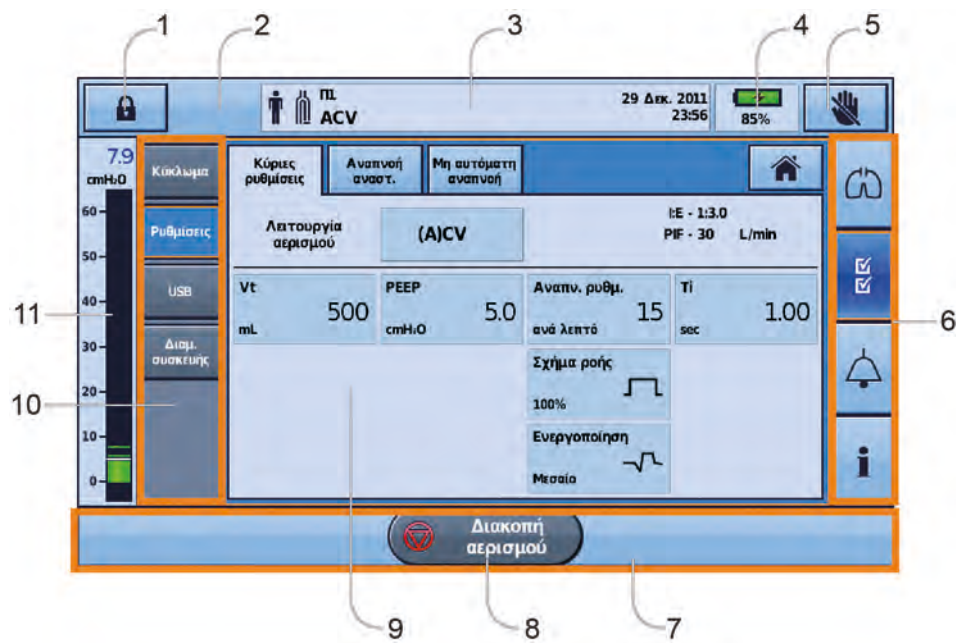 1
2
3
4
5
ΠΙ.
ACV
29 Δεκ. 2011
23:56
85%
7.9
cmH₂O
60
50
40
30
20
10
0
Κύκλωμα
Ρυθμίσεις
USB
Διαμ.
συσκευής
Κύριες
ρυθμίσεις
Αναπνοή
αναστ.
Μη αυτόματη
αναπνοή
Λειτουργία
αερισμού
(A)CV
I:E - 1:3.0
PIF - 30 L/min
Vt
500
mL
PEEP
5.0
cmH₂O
Αναπν. ρυθμ.
15
ανά λεπτό
Ti
1.00
sec
Σχήμα ροής
100%
Ενεργοποίηση
Μεσαίο
i
6
11
10
Διακοπή
αερισμού
9
8
7